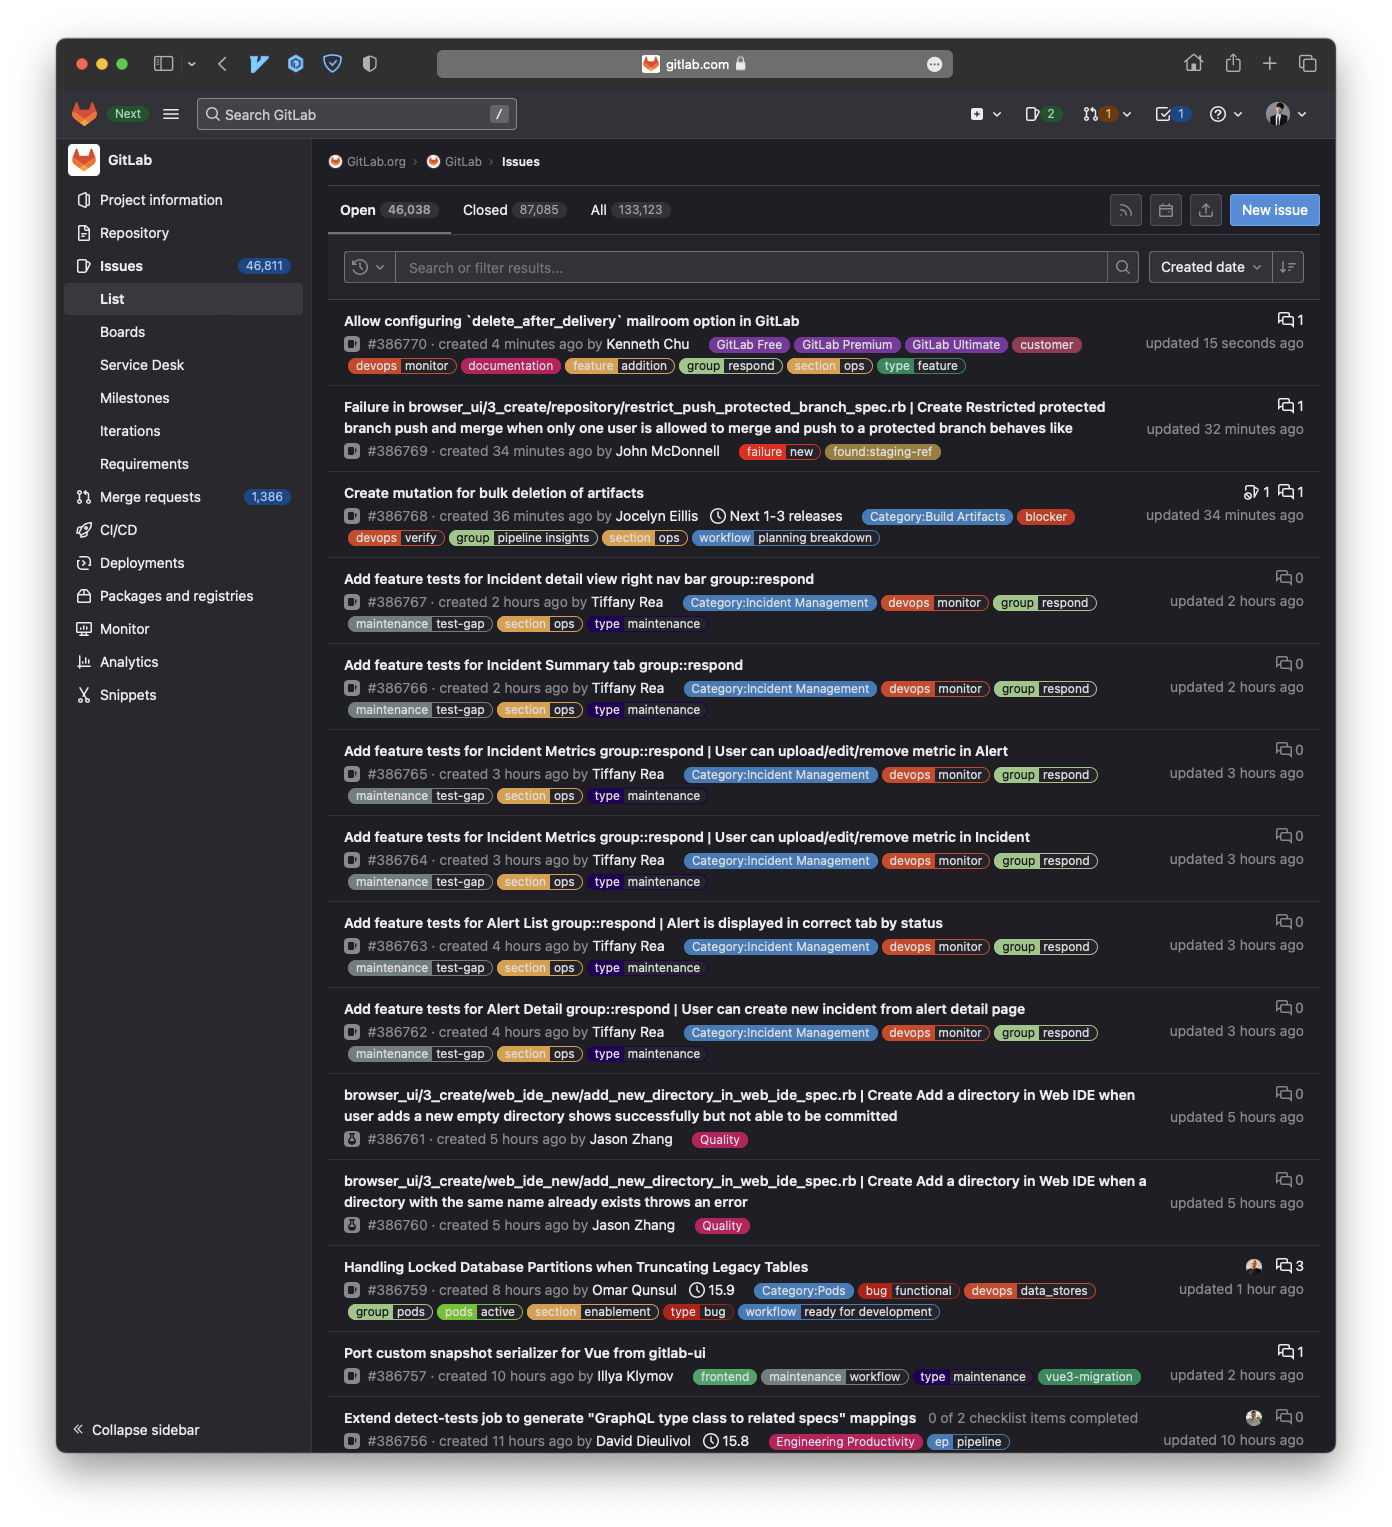 gitlab.com
Next
Search GitLab
/
2
1
1
GitLab
Project information
Repository
Issues 46,811
List
Boards
Service Desk
Milestones
Iterations
Requirements
Merge requests 1,386
CI/CD
Deployments
Packages and registries
Monitor
Analytics
Snippets
Collapse sidebar
GitLab.org › GitLab › Issues
Open 46,038 Closed 87,085 All 133,123
New issue
Search or filter results...
Created date
Allow configuring `delete_after_delivery` mailroom option in GitLab 1
#386770 · created 4 minutes ago by Kenneth Chu GitLab Free GitLab Premium GitLab Ultimate customer updated 15 seconds ago
devops monitor documentation feature addition group respond section ops type feature
Failure in browser_ui/3_create/repository/restrict_push_protected_branch_spec.rb | Create Restricted protected 1
branch push and merge when only one user is allowed to merge and push to a protected branch behaves like updated 32 minutes ago
#386769 · created 34 minutes ago by John McDonnell failure new found:staging-ref
Create mutation for bulk deletion of artifacts 1 1
#386768 · created 36 minutes ago by Jocelyn Eillis Next 1-3 releases Category:Build Artifacts blocker updated 34 minutes ago
devops verify group pipeline insights section ops workflow planning breakdown
Add feature tests for Incident detail view right nav bar group::respond 0
#386767 · created 2 hours ago by Tiffany Rea Category:Incident Management devops monitor group respond updated 2 hours ago
maintenance test-gap section ops type maintenance
Add feature tests for Incident Summary tab group::respond 0
#386766 · created 2 hours ago by Tiffany Rea Category:Incident Management devops monitor group respond updated 2 hours ago
maintenance test-gap section ops type maintenance
Add feature tests for Incident Metrics group::respond | User can upload/edit/remove metric in Alert 0
#386765 · created 3 hours ago by Tiffany Rea Category:Incident Management devops monitor group respond updated 3 hours ago
maintenance test-gap section ops type maintenance
Add feature tests for Incident Metrics group::respond | User can upload/edit/remove metric in Incident 0
#386764 · created 3 hours ago by Tiffany Rea Category:Incident Management devops monitor group respond updated 3 hours ago
maintenance test-gap section ops type maintenance
Add feature tests for Alert List group::respond | Alert is displayed in correct tab by status 0
#386763 · created 4 hours ago by Tiffany Rea Category:Incident Management devops monitor group respond updated 3 hours ago
maintenance test-gap section ops type maintenance
Add feature tests for Alert Detail group::respond | User can create new incident from alert detail page 0
#386762 · created 4 hours ago by Tiffany Rea Category:Incident Management devops monitor group respond updated 3 hours ago
maintenance test-gap section ops type maintenance
browser_ui/3_create/web_ide_new/add_new_directory_in_web_ide_spec.rb | Create Add a directory in Web IDE when 0
user adds a new empty directory shows successfully but not able to be committed updated 5 hours ago
#386761 · created 5 hours ago by Jason Zhang Quality
browser_ui/3_create/web_ide_new/add_new_directory_in_web_ide_spec.rb | Create Add a directory in Web IDE when a 0
directory with the same name already exists throws an error updated 5 hours ago
#386760 · created 5 hours ago by Jason Zhang Quality
Handling Locked Database Partitions when Truncating Legacy Tables 3
#386759 · created 8 hours ago by Omar Qunsul 15.9 Category:Pods bug functional devops data_stores updated 1 hour ago
group pods pods active section enablement type bug workflow ready for development
Port custom snapshot serializer for Vue from gitlab-ui 1
#386757 · created 10 hours ago by Illya Klymov frontend maintenance workflow type maintenance vue3-migration updated 2 hours ago
Extend detect-tests job to generate "GraphQL type class to related specs" mappings 0 of 2 checklist items completed 0
#386756 · created 11 hours ago by David Dieulivol 15.8 Engineering Productivity ep pipeline updated 10 hours ago